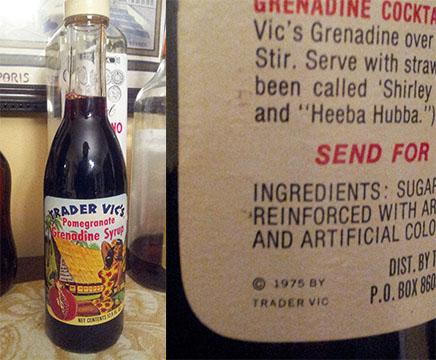 PARIS
TRADER VIC'S
Pomegranate
Grenadine Syrup
NET CONTENTS
GRENADINE COCKTA
Vic's Grenadine over
Stir. Serve with straw
been called 'Shirley
and "Heeba Hubba.")
SEND FOR
INGREDIENTS: SUGAR
REINFORCED WITH AR
AND ARTIFICIAL COLO
DIST. BY T
P.O. BOX 860
© 1975 BY
TRADER VIC